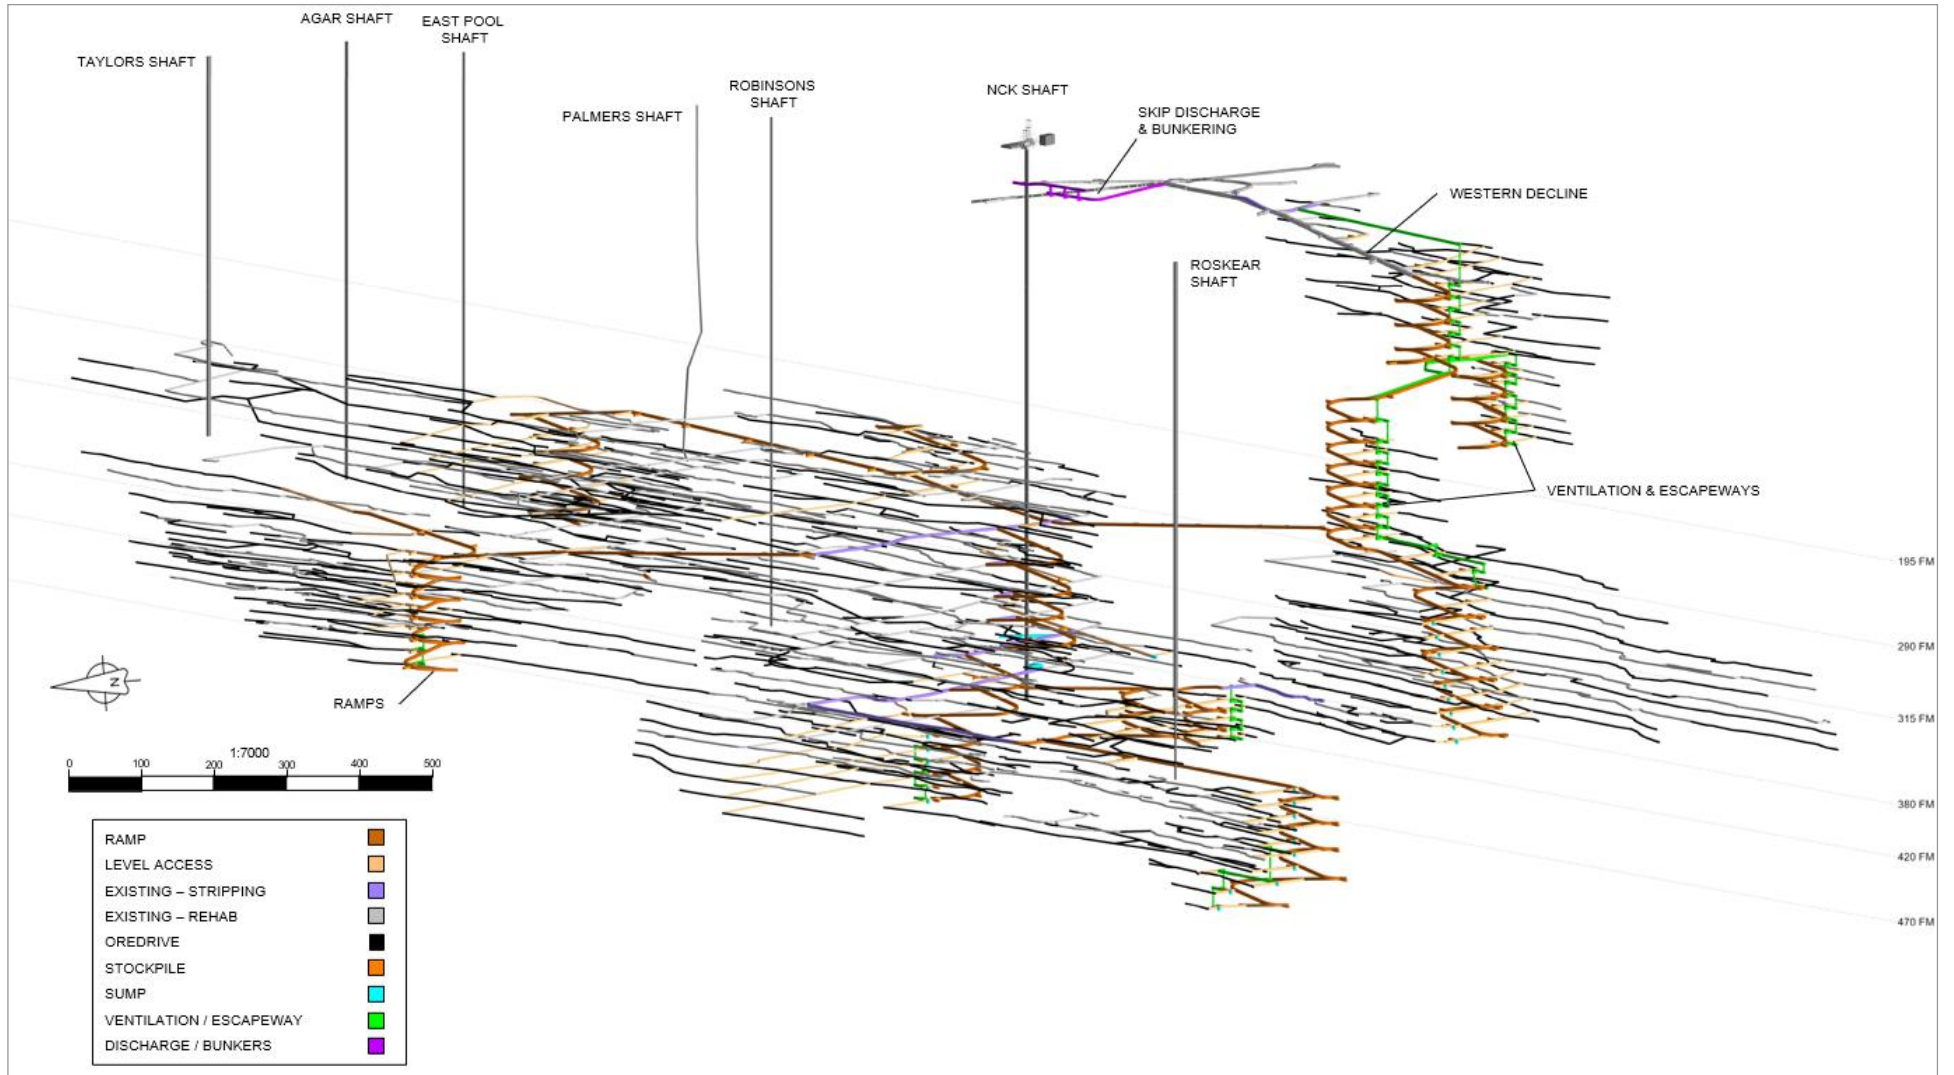 AGAR SHAFT
EAST POOL
SHAFT
TAYLORS SHAFT
ROBINSONS
SHAFT
PALMERS SHAFT
NCK SHAFT
SKIP DISCHARGE
& BUNKERING
WESTERN DECLINE
ROSKEAR
SHAFT
VENTILATION & ESCAPEWAYS
195 FM
290 FM
315 FM
380 FM
420 FM
470 FM
N
RAMPS
1:7000
0 100 200 300 400 500
RAMP
LEVEL ACCESS
EXISTING – STRIPPING
EXISTING – REHAB
OREDRIVE
STOCKPILE
SUMP
VENTILATION / ESCAPEWAY
DISCHARGE / BUNKERS